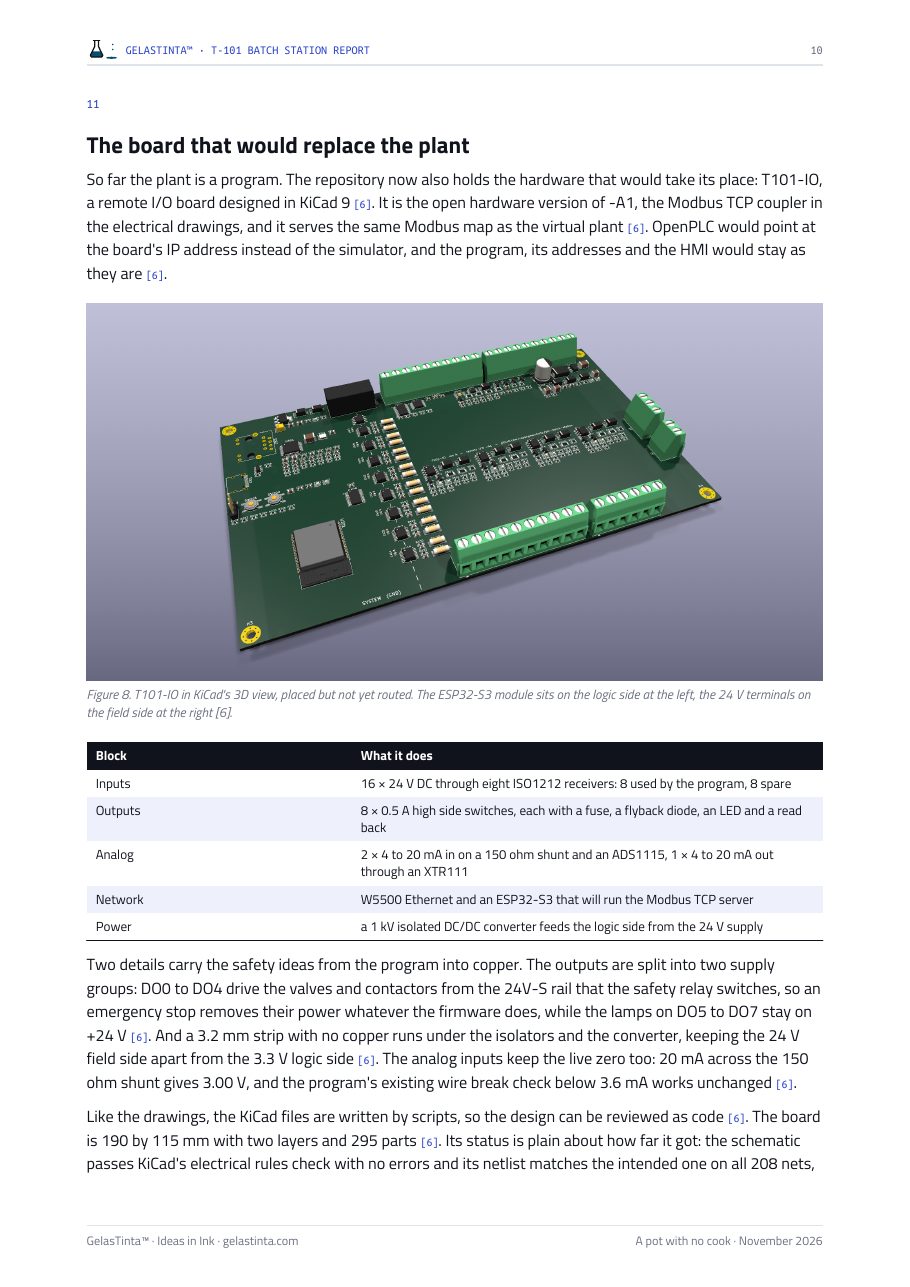 GELASTINTA™ · T-101 BATCH STATION REPORT
10
11
The board that would replace the plant
So far the plant is a program. The repository now also holds the hardware that would take its place: T101-IO,
a remote I/O board designed in KiCad 9 [6]. It is the open hardware version of -A1, the Modbus TCP coupler in
the electrical drawings, and it serves the same Modbus map as the virtual plant [6]. OpenPLC would point at
the board's IP address instead of the simulator, and the program, its addresses and the HMI would stay as
they are [6].
SYSTEM (GND)
Figure 8. T101-IO in KiCad's 3D view, placed but not yet routed. The ESP32-S3 module sits on the logic side at the left, the 24 V terminals on
the field side at the right [6].
Block What it does
Inputs 16 × 24 V DC through eight ISO1212 receivers: 8 used by the program, 8 spare
Outputs 8 × 0.5 A high side switches, each with a fuse, a flyback diode, an LED and a read
back
Analog 2 × 4 to 20 mA in on a 150 ohm shunt and an ADS1115, 1 × 4 to 20 mA out
through an XTR111
Network W5500 Ethernet and an ESP32-S3 that will run the Modbus TCP server
Power a 1 kV isolated DC/DC converter feeds the logic side from the 24 V supply
Two details carry the safety ideas from the program into copper. The outputs are split into two supply
groups: DO0 to DO4 drive the valves and contactors from the 24V-S rail that the safety relay switches, so an
emergency stop removes their power whatever the firmware does, while the lamps on DO5 to DO7 stay on
+24 V [6]. And a 3.2 mm strip with no copper runs under the isolators and the converter, keeping the 24 V
field side apart from the 3.3 V logic side [6]. The analog inputs keep the live zero too: 20 mA across the 150
ohm shunt gives 3.00 V, and the program's existing wire break check below 3.6 mA works unchanged [6].
Like the drawings, the KiCad files are written by scripts, so the design can be reviewed as code [6]. The board
is 190 by 115 mm with two layers and 295 parts [6]. Its status is plain about how far it got: the schematic
passes KiCad's electrical rules check with no errors and its netlist matches the intended one on all 208 nets,
GelasTinta™ · Ideas in Ink · gelastinta.com
A pot with no cook · November 2026